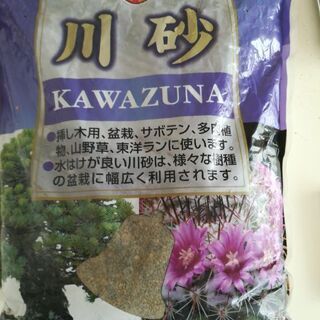 川砂
KAWAZUNA
●挿し木用、盆栽、サボテン、多肉植
物、山野草、東洋ランに使います。
●水はけが良い川砂は、様々な樹種
の盆栽に幅広く利用されます。